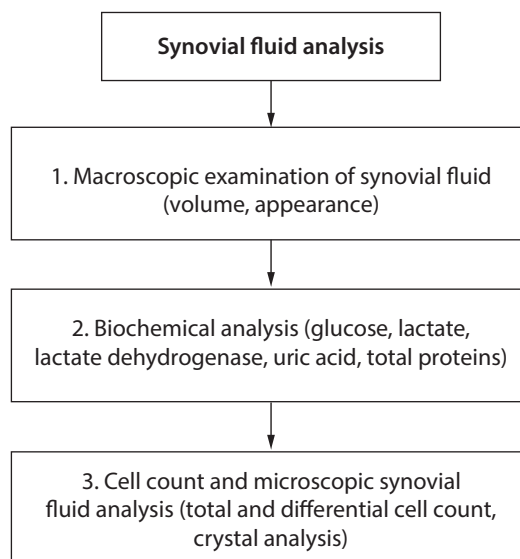 Synovial fluid analysis
1. Macroscopic examination of synovial fluid
(volume, appearance)
2. Biochemical analysis (glucose, lactate,
lactate dehydrogenase, uric acid, total proteins)
3. Cell count and microscopic synovial
fluid analysis (total and differential cell count,
crystal analysis)